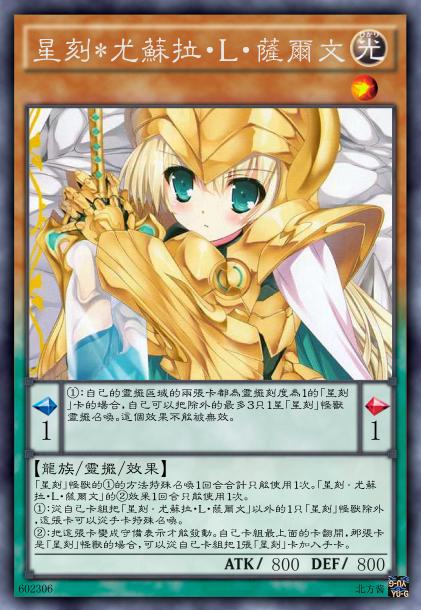 星刻*尤蘇拉·L·薩爾文
光
①:自己的靈擺區域的兩張卡都為靈擺刻度為1的「星刻」
卡的場合,自己可以把除外的最多3只1星「星刻」怪獸
靈擺召喚。這個效果不能被無效。
1
1
【龍族/靈擺/效果】
「星刻」怪獸的①的方法特殊召喚1回合合計只能使用1次。「星刻·尤蘇
拉·L·薩爾文」的②效果1回合只能使用1次。
①:從自己卡組把「星刻·尤蘇拉·L·薩爾文」以外的1只「星刻」怪獸除外
,這張卡可以從手卡特殊召喚。
②:把這張卡變成守備表示才能發動。自己卡組最上面的卡翻開,那張卡
是「星刻」怪獸的場合,可以從自己卡組把1張「星刻」卡加入手卡。
ATK/ 800 DEF/ 800
602306
北方酱